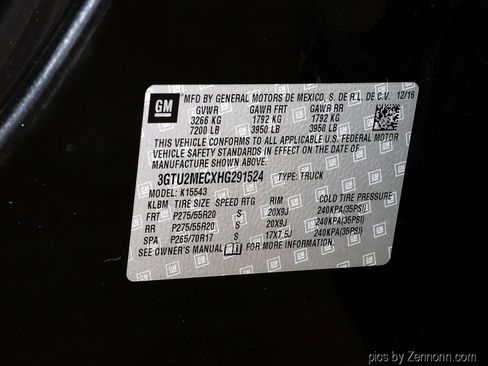 GM MFD BY GENERAL MOTORS DE MEXICO, S. DE R.L. DE C.V. 12/16
GVWR GAWR FRT GAWR RR
3266 KG 1792 KG 1792 KG
7200 LB 3950 LB 3950 LB
THIS VEHICLE CONFORMS TO ALL APPLICABLE U.S. FEDERAL MOTOR
VEHICLE SAFETY STANDARDS IN EFFECT ON THE DATE OF
MANUFACTURE SHOWN ABOVE.
3GTU2MECXHG291524 TYPE: TRUCK
MODEL: K15543
KLBM TIRE SIZE SPEED RTG RIM COLD TIRE PRESSURE
FRT P275/55R20 S 20X9J 240KPA(35PSI)
RR P275/55R20 S 20X9J 240KPA(35PSI)
SPA P265/70R17 S 17X7.5J 240KPA(35PSI)
SEE OWNER'S MANUAL FOR MORE INFORMATION.
pics by Zennonn.com